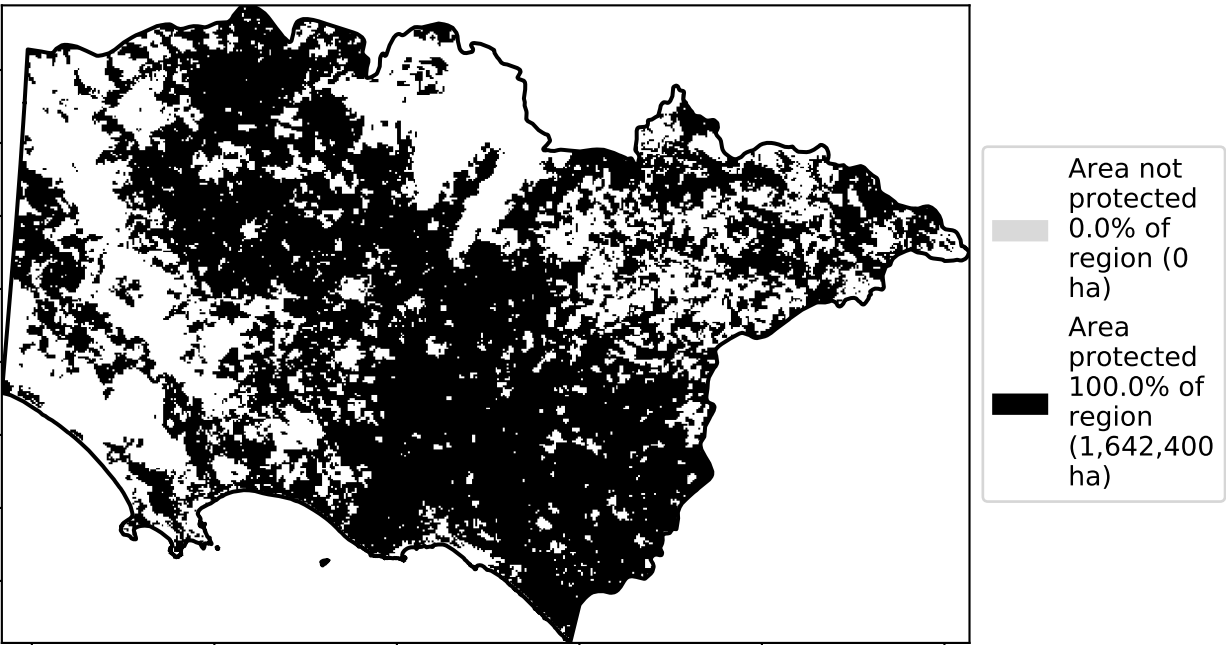 Area not
protected
0.0% of
region (0
ha)
Area
protected
100.0% of
region
(1,642,400
ha)